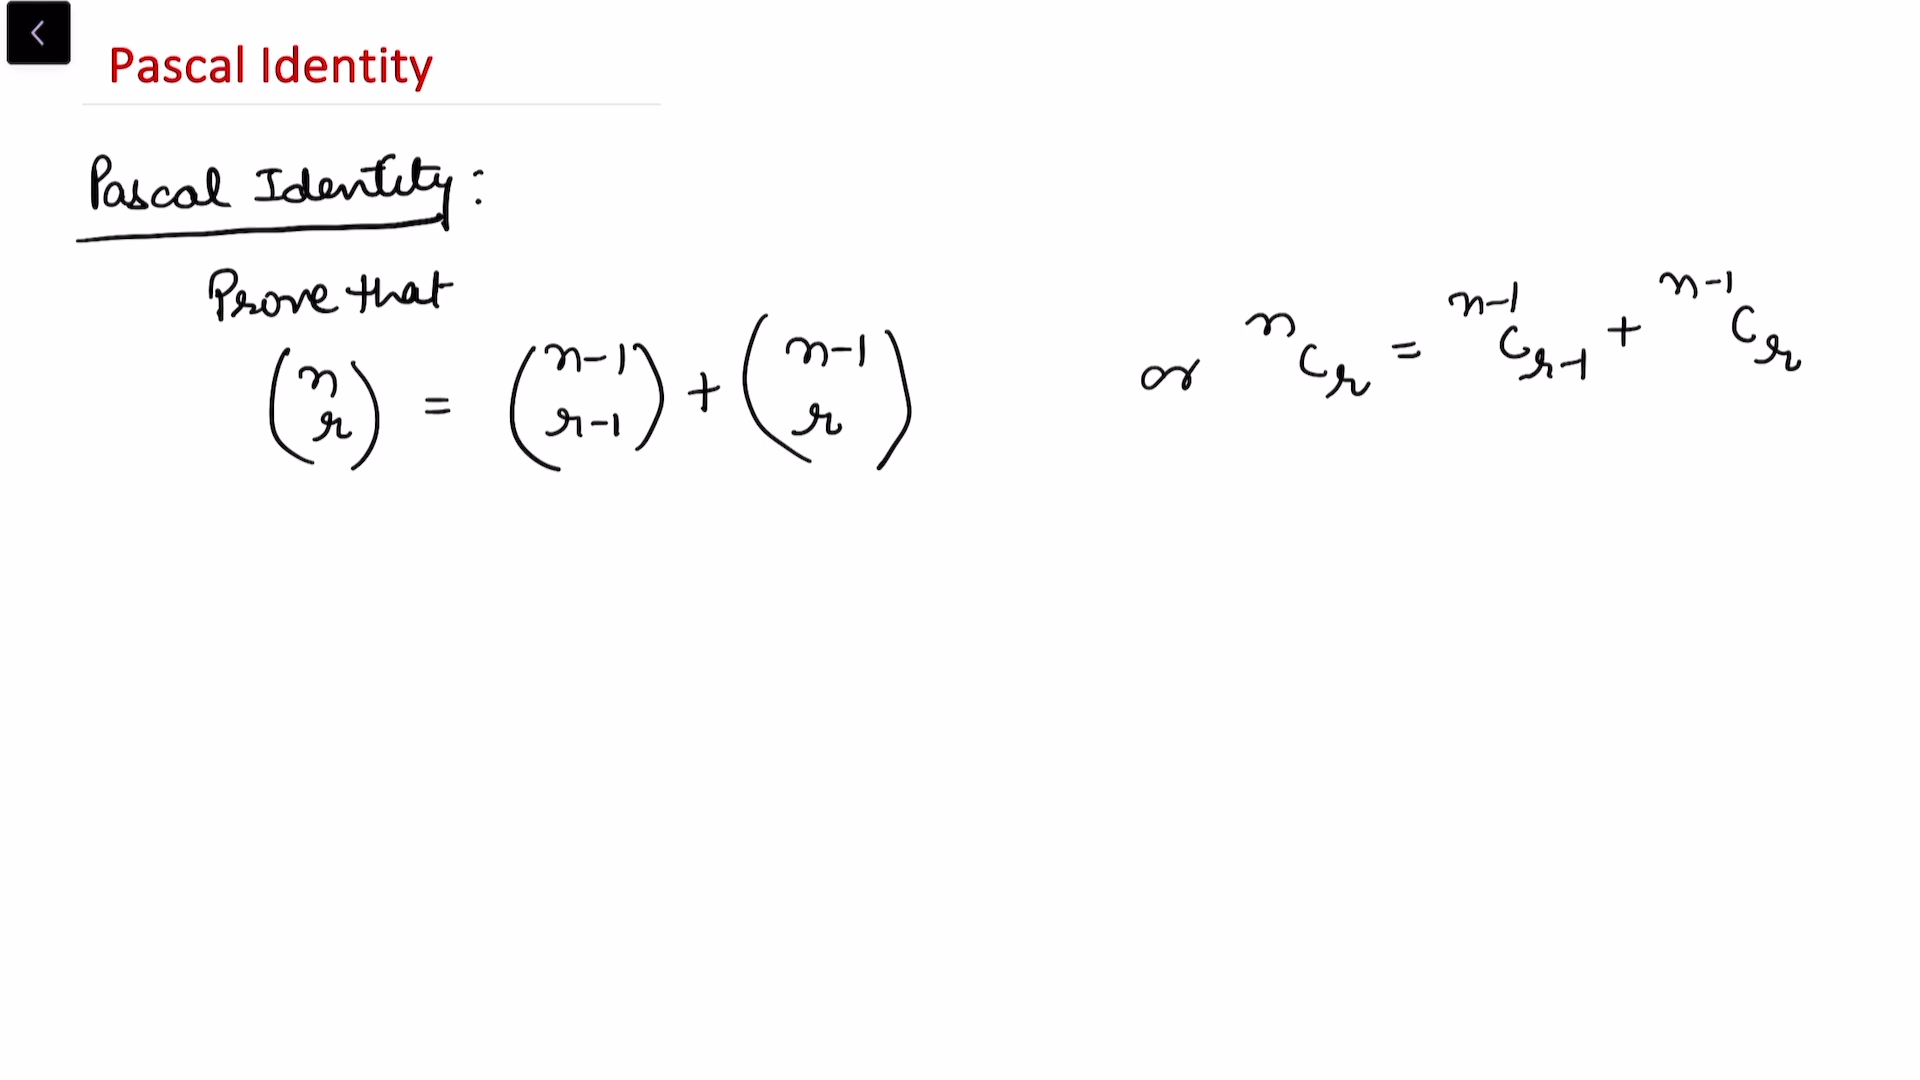 Pascal Identity
Pascal Identity :
Prove that
(n r) = (n-1 r-1) + (n-1 r) or ⁿCᵣ = ⁿ⁻¹Cᵣ₋₁ + ⁿ⁻¹Cᵣ